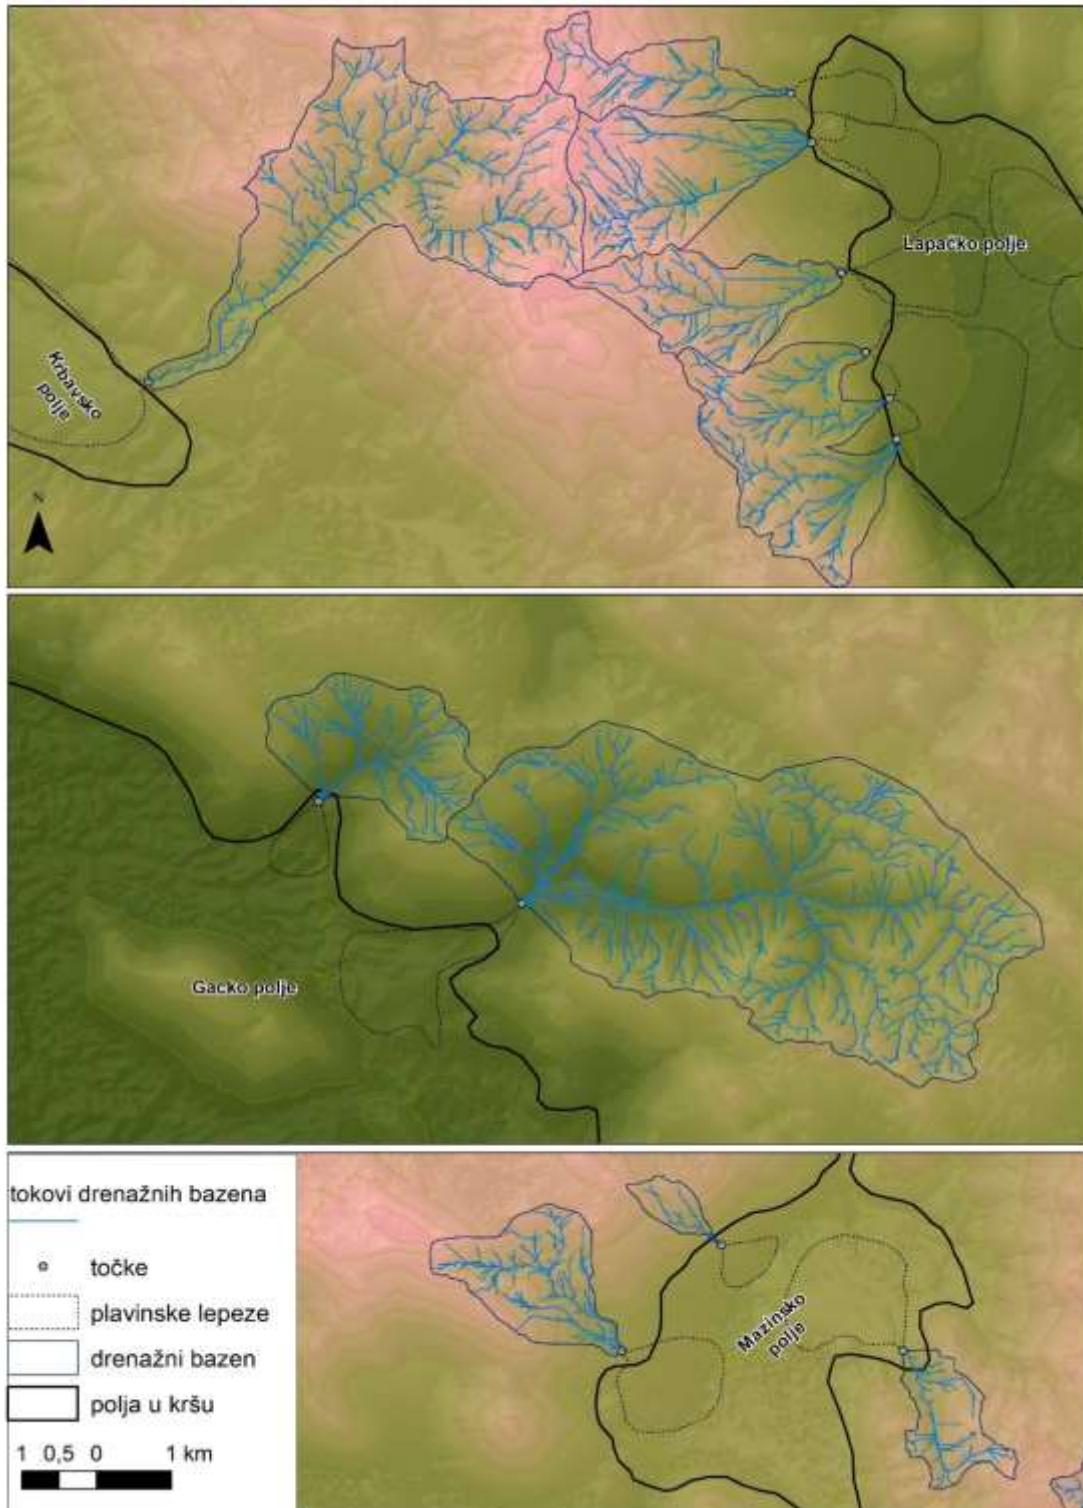 Lapačko polje
Krbavsko
polje
N
Gacko polje
tokovi drenažnih bazena
točke
plavinske lepeze
drenažni bazen
polja u kršu
1 0,5 0 1 km
Mazinsko
polje